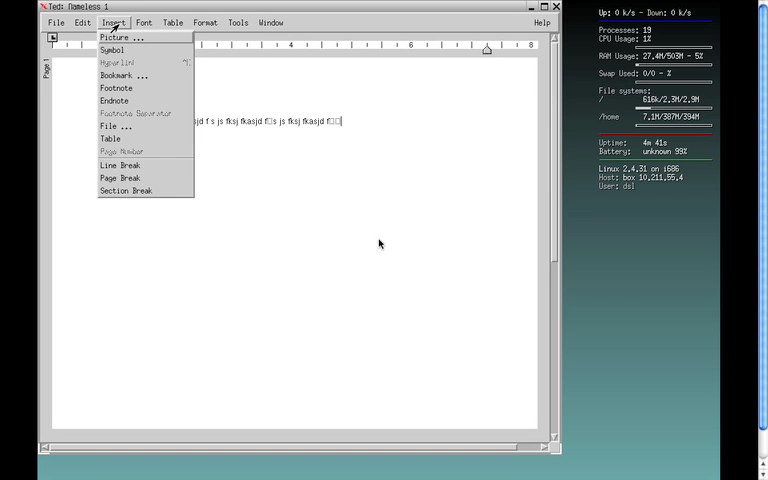 Ted: Nameless 1
File Edit Insert Font Table Format Tools Window Help
Picture ...
Symbol
Hyperlink ^K
Bookmark ...
Footnote
Endnote
Footnote Separator
File ...
Table
Page Number
Line Break
Page Break
Section Break
4 6 8
Page 1
sjd f s js fksj fkasjd f□s js fksj fkasjd f□□
Up: 0 k/s - Down: 0 k/s
Processes: 19
CPU Usage: 1%
RAM Usage: 27.4M/503M - 5%
Swap Used: 0/0 - %
File systems:
/ 616k/2.3M/2.9M
/home 7.1M/387M/394M
Uptime: 4m 41s
Battery: unknown 99%
Linux 2.4.31 on i686
Host: box 10.211.55.4
User: dsl